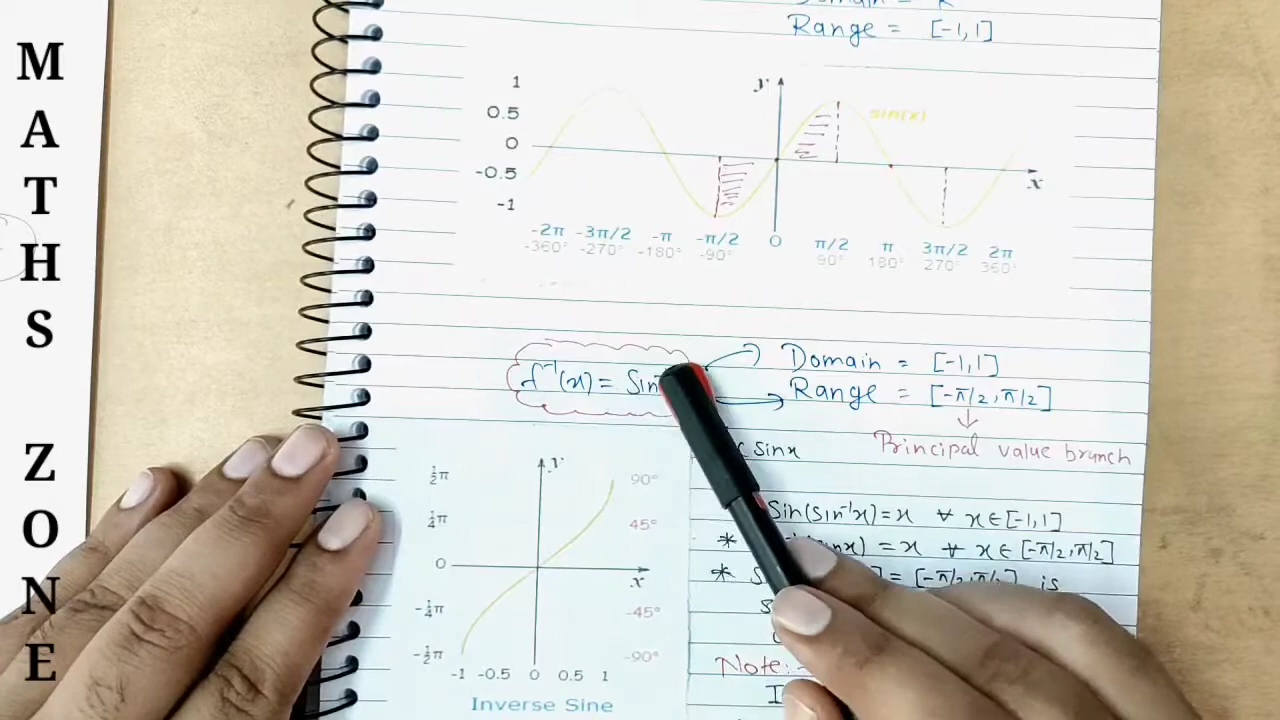 MATHS ZONE
Range = [-1,1]
y
1
0.5
0
-0.5
-1
sin(x)
x
-2π -3π/2 -π -π/2 0 π/2 π 3π/2 2π
-360° -270° -180° -90° 90° 180° 270° 360°
f⁻¹(x) = Sin
Domain = [-1,1]
Range = [-π/2, π/2]
Principal value branch
sinx
Sin(sin⁻¹x) = x ∀ x∈[-1,1]
* x) = x ∀ x∈[-π/2, π/2]
* = [-π/2, π/2] is
Note:-
y
½π 90°
¼π 45°
0 x
-¼π -45°
-½π -90°
-1 -0.5 0 0.5 1
Inverse Sine